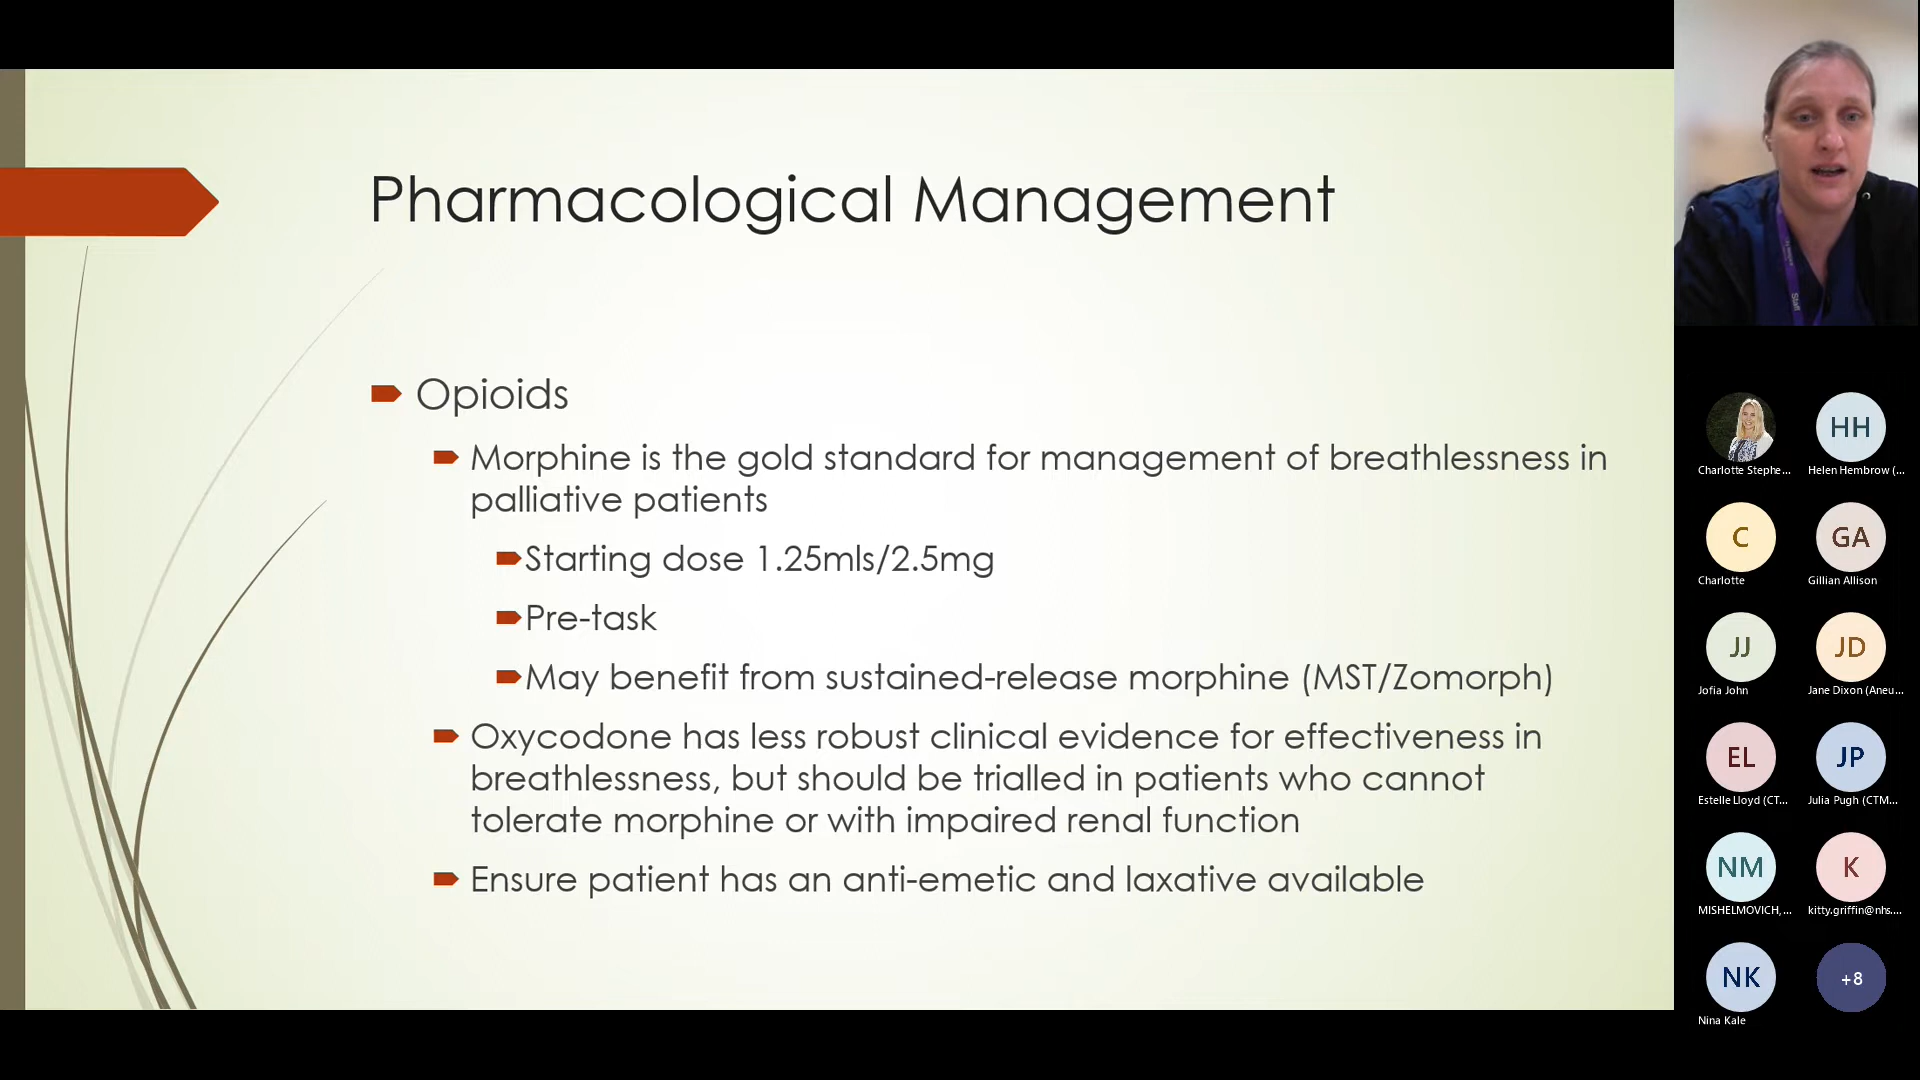 Pharmacological Management
Opioids
Morphine is the gold standard for management of breathlessness in
palliative patients
Starting dose 1.25mls/2.5mg
Pre-task
May benefit from sustained-release morphine (MST/Zomorph)
Oxycodone has less robust clinical evidence for effectiveness in
breathlessness, but should be trialled in patients who cannot
tolerate morphine or with impaired renal function
Ensure patient has an anti-emetic and laxative available
Staff
HH
Charlotte Stephe...
Helen Hembrow (...
C
GA
Charlotte
Gillian Allison
JJ
JD
Jofia John
Jane Dixon (Aneu...
EL
JP
Estelle Lloyd (CT...
Julia Pugh (CTM...
NM
K
MISHELMOVICH,...
kitty.griffin@nhs....
NK
+8
Nina Kale